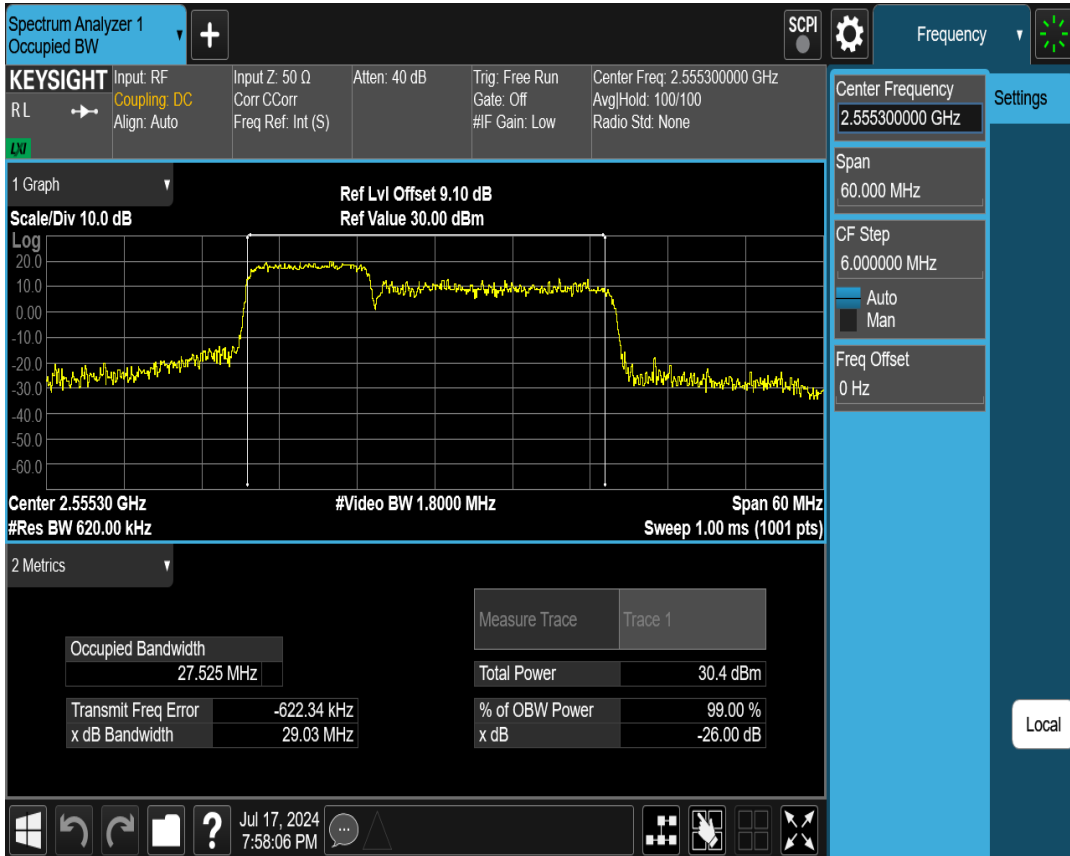 Spectrum Analyzer 1
Occupied BW
+
SCPI
Frequency
KEYSIGHT
R L
LXI
Input: RF
Coupling: DC
Align: Auto
Input Z: 50 Ω
Corr CCorr
Freq Ref: Int (S)
Atten: 40 dB
Trig: Free Run
Gate: Off
#IF Gain: Low
Center Freq: 2.555300000 GHz
Avg|Hold: 100/100
Radio Std: None
Center Frequency
2.555300000 GHz
Settings
Span
60.000 MHz
CF Step
6.000000 MHz
Auto
Man
Freq Offset
0 Hz
Local
1 Graph
Ref Lvl Offset 9.10 dB
Scale/Div 10.0 dB
Ref Value 30.00 dBm
Log
20.0
10.0
0.00
-10.0
-20.0
-30.0
-40.0
-50.0
-60.0
Center 2.55530 GHz
#Video BW 1.8000 MHz
Span 60 MHz
#Res BW 620.00 kHz
Sweep 1.00 ms (1001 pts)
2 Metrics
Measure Trace
Trace 1
Occupied Bandwidth
27.525 MHz
Total Power
30.4 dBm
Transmit Freq Error
-622.34 kHz
% of OBW Power
99.00 %
x dB Bandwidth
29.03 MHz
x dB
-26.00 dB
?
Jul 17, 2024
7:58:06 PM